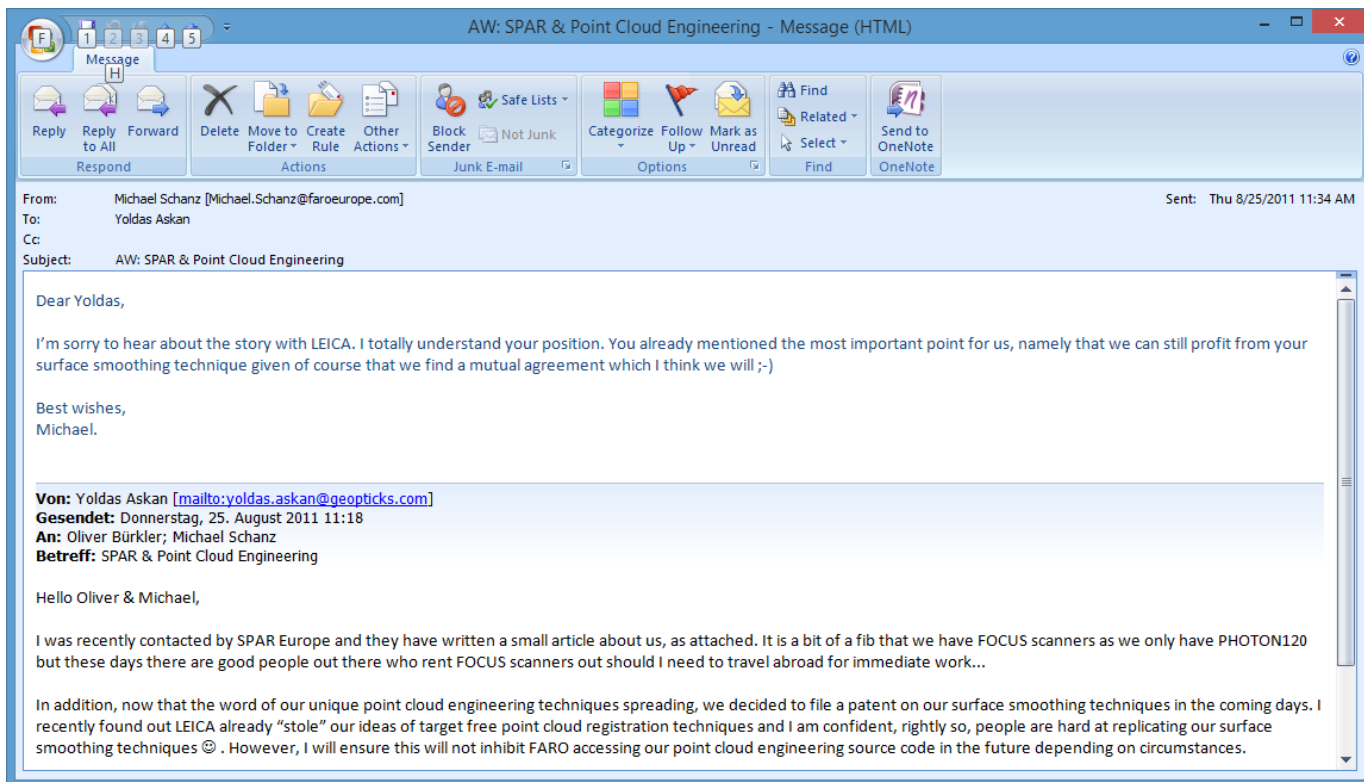 AW: SPAR & Point Cloud Engineering - Message (HTML)
F 1 2 3 4 5
Message
H
Reply
Reply to All
Forward
Respond
Delete
Move to Folder
Create Rule
Other Actions
Actions
Block Sender
Safe Lists
Not Junk
Junk E-mail
Categorize
Follow Up
Mark as Unread
Options
Find
Related
Select
Find
Send to OneNote
OneNote
From: Michael Schanz [Michael.Schanz@faroeurope.com] Sent: Thu 8/25/2011 11:34 AM
To: Yoldas Askan
Cc:
Subject: AW: SPAR & Point Cloud Engineering
Dear Yoldas,
I'm sorry to hear about the story with LEICA. I totally understand your position. You already mentioned the most important point for us, namely that we can still profit from your
surface smoothing technique given of course that we find a mutual agreement which I think we will ;-)
Best wishes,
Michael.
Von: Yoldas Askan [mailto:yoldas.askan@geopticks.com]
Gesendet: Donnerstag, 25. August 2011 11:18
An: Oliver Bürkler; Michael Schanz
Betreff: SPAR & Point Cloud Engineering
Hello Oliver & Michael,
I was recently contacted by SPAR Europe and they have written a small article about us, as attached. It is a bit of a fib that we have FOCUS scanners as we only have PHOTON120
but these days there are good people out there who rent FOCUS scanners out should I need to travel abroad for immediate work...
In addition, now that the word of our unique point cloud engineering techniques spreading, we decided to file a patent on our surface smoothing techniques in the coming days. I
recently found out LEICA already “stole” our ideas of target free point cloud registration techniques and I am confident, rightly so, people are hard at replicating our surface
smoothing techniques ☺ . However, I will ensure this will not inhibit FARO accessing our point cloud engineering source code in the future depending on circumstances.